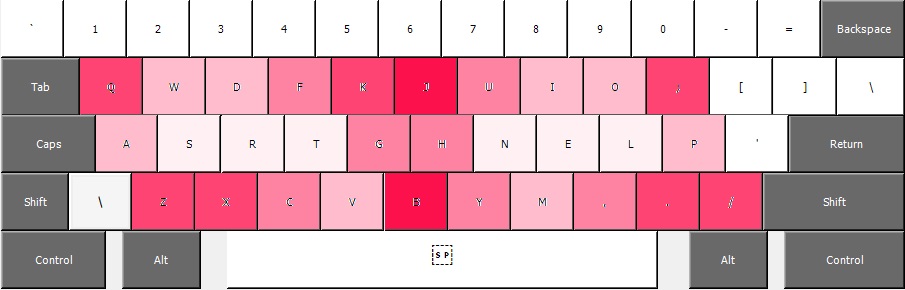 ` 1 2 3 4 5 6 7 8 9 0 - = Backspace
Tab Q W D F K J U I O ; [ ] \
Caps A S R T G H N E L P ' Return
Shift \ Z X C V B Y M , . / Shift
Control Alt SP Alt Control